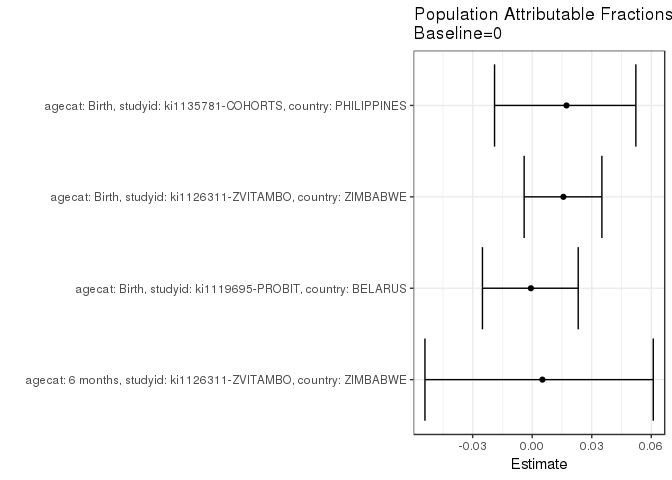 Population Attributable Fractions
Baseline=0
agecat: Birth, studyid: ki1135781-COHORTS, country: PHILIPPINES
agecat: Birth, studyid: ki1126311-ZVITAMBO, country: ZIMBABWE
agecat: Birth, studyid: ki1119695-PROBIT, country: BELARUS
agecat: 6 months, studyid: ki1126311-ZVITAMBO, country: ZIMBABWE
-0.03 0.00 0.03 0.06
Estimate